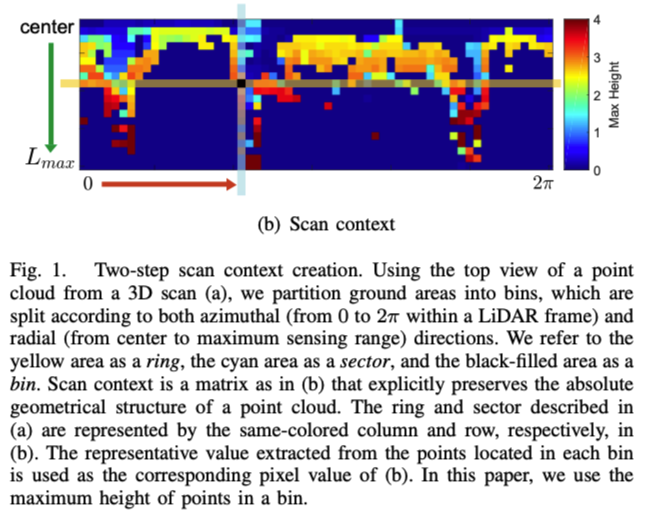 center
L_max
0
2π
4
3
2
1
0
Max Height
(b) Scan context
Fig. 1. Two-step scan context creation. Using the top view of a point
cloud from a 3D scan (a), we partition ground areas into bins, which are
split according to both azimuthal (from 0 to 2π within a LiDAR frame) and
radial (from center to maximum sensing range) directions. We refer to the
yellow area as a ring, the cyan area as a sector, and the black-filled area as a
bin. Scan context is a matrix as in (b) that explicitly preserves the absolute
geometrical structure of a point cloud. The ring and sector described in
(a) are represented by the same-colored column and row, respectively, in
(b). The representative value extracted from the points located in each bin
is used as the corresponding pixel value of (b). In this paper, we use the
maximum height of points in a bin.